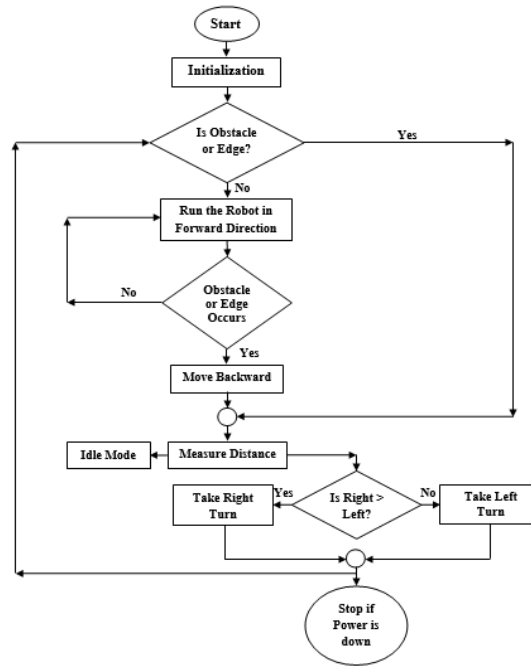 Start
Initialization
Is Obstacle
or Edge?
Yes
No
Run the Robot in
Forward Direction
No
Obstacle
or Edge
Occurs
Yes
Move Backward
Idle Mode
Measure Distance
Take Right
Turn
Yes
Is Right >
Left?
No
Take Left
Turn
Stop if
Power is
down